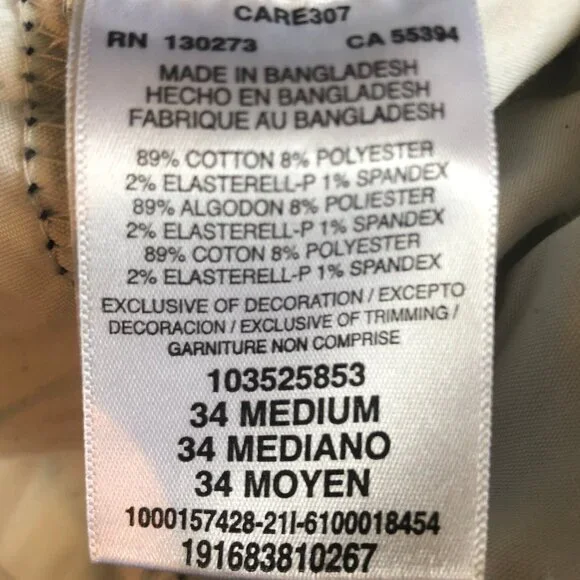 CARE307
RN 130273 CA 55394
MADE IN BANGLADESH
HECHO EN BANGLADESH
FABRIQUE AU BANGLADESH
89% COTTON 8% POLYESTER
2% ELASTERELL-P 1% SPANDEX
89% ALGODON 8% POLIESTER
2% ELASTERELL-P 1% SPANDEX
89% COTON 8% POLYESTER
2% ELASTERELL-P 1% SPANDEX
EXCLUSIVE OF DECORATION / EXCEPTO
DECORACION / EXCLUSIVE OF TRIMMING /
GARNITURE NON COMPRISE
103525853
34 MEDIUM
34 MEDIANO
34 MOYEN
1000157428-21I-6100018454
191683810267